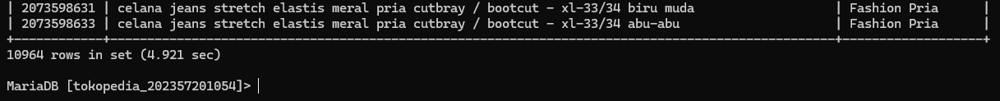 | 2073598631 | celana jeans stretch elastis meral pria cutbray / bootcut - xl-33/34 biru muda | Fashion Pria |
| 2073598633 | celana jeans stretch elastis meral pria cutbray / bootcut - xl-33/34 abu-abu | Fashion Pria |
+------------+--------------------------------------------------------------------------------------------------+-------------------+
10964 rows in set (4.921 sec)
MariaDB [tokopedia_202357201054]>